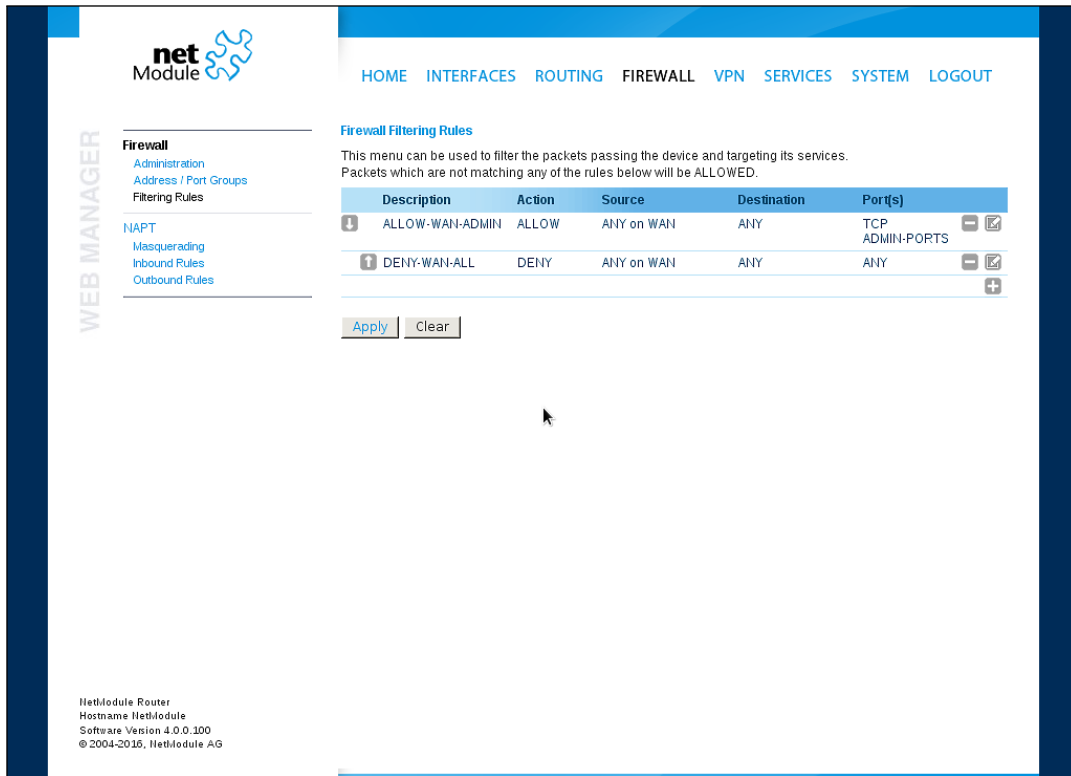 net
Module
HOME INTERFACES ROUTING FIREWALL VPN SERVICES SYSTEM LOGOUT
WEB MANAGER
Firewall
Administration
Address / Port Groups
Filtering Rules
NAPT
Masquerading
Inbound Rules
Outbound Rules
Firewall Filtering Rules
This menu can be used to filter the packets passing the device and targeting its services.
Packets which are not matching any of the rules below will be ALLOWED.
Description Action Source Destination Port(s)
ALLOW-WAN-ADMIN ALLOW ANY on WAN ANY TCP
ADMIN-PORTS
DENY-WAN-ALL DENY ANY on WAN ANY ANY
Apply Clear
NetModule Router
Hostname NetModule
Software Version 4.0.0.100
© 2004-2016, NetModule AG